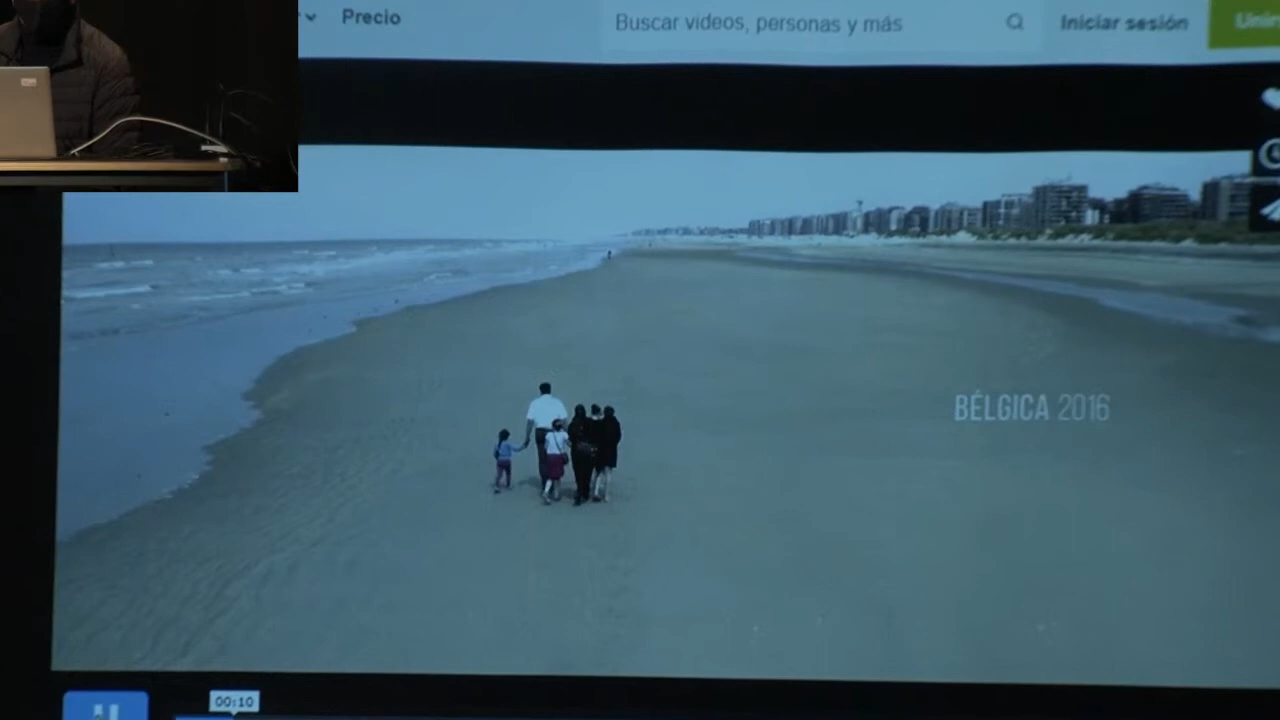 Precio
Buscar videos, personas y más
Iniciar sesión
BÉLGICA 2016
00:10